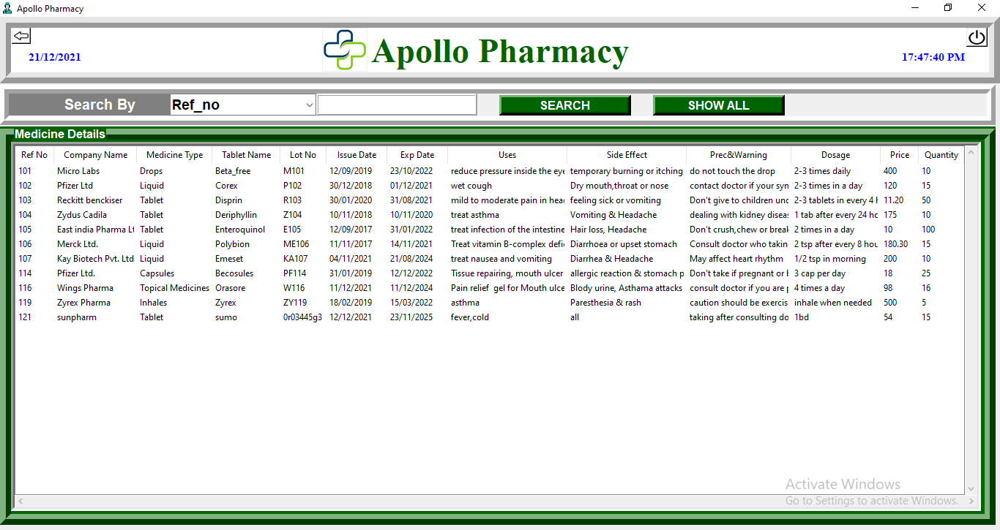 Apollo Pharmacy
Apollo Pharmacy
21/12/2021
17:47:40 PM
Search By Ref_no SEARCH SHOW ALL
Medicine Details
Ref No Company Name Medicine Type Tablet Name Lot No Issue Date Exp Date Uses Side Effect Prec&Warning Dosage Price Quantity
101 Micro Labs Drops Beta_free M101 12/09/2019 23/10/2022 reduce pressure inside the eye temporary burning or itching do not touch the drop 2-3 times daily 400 10
102 Pfizer Ltd Liquid Corex P102 30/12/2018 01/12/2021 wet cough Dry mouth,throat or nose contact doctor if your syn 2-3 times in a day 120 15
103 Reckitt benckiser Tablet Disprin R103 30/01/2020 31/08/2021 mild to moderate pain in hea feeling sick or vomiting Don't give to children unc 2-3 tablets in every 4 h 11.20 50
104 Zydus Cadila Tablet Deriphyllin Z104 10/11/2018 10/11/2020 treat asthma Vomiting & Headache dealing with kidney diseas 1 tab after every 24 ho 175 10
105 East india Pharma Lt Tablet Enteroquinol E105 12/09/2017 31/01/2022 treat infection of the intestine Hair loss, Headache Don't crush,chew or break 2 times in a day 10 100
106 Merck Ltd. Liquid Polybion ME106 11/11/2017 14/11/2021 Treat vitamin B-complex defi Diarrhoea or upset stomach Consult doctor who takin 2 tsp after every 8 hou 180.30 15
107 Kay Biotech Pvt. Ltd Liquid Emeset KA107 04/11/2021 21/08/2024 treat nausea and vomiting Diarrhea & Headache May affect heart rhythm 1/2 tsp in morning 200 10
114 Pfizer Ltd. Capsules Becosules PF114 31/01/2019 12/12/2022 Tissue repairing, mouth ulcer allergic reaction & stomach p Don't take if pregnant or b 3 cap per day 18 25
116 Wings Pharma Topical Medicines Orasore W116 11/12/2021 11/12/2024 Pain relief gel for Mouth ulce Blody urine, Asthama attacks consult doctor if you are p 4 times a day 98 16
119 Zyrex Pharma Inhales Zyrex ZY119 18/02/2019 15/03/2022 asthma Paresthesia & rash caution should be exercis inhale when needed 500 5
121 sunpharm Tablet sumo 0r03445g3 12/12/2021 23/11/2025 fever,cold all taking after consulting do 1bd 54 15
Activate Windows
Go to Settings to activate Windows.